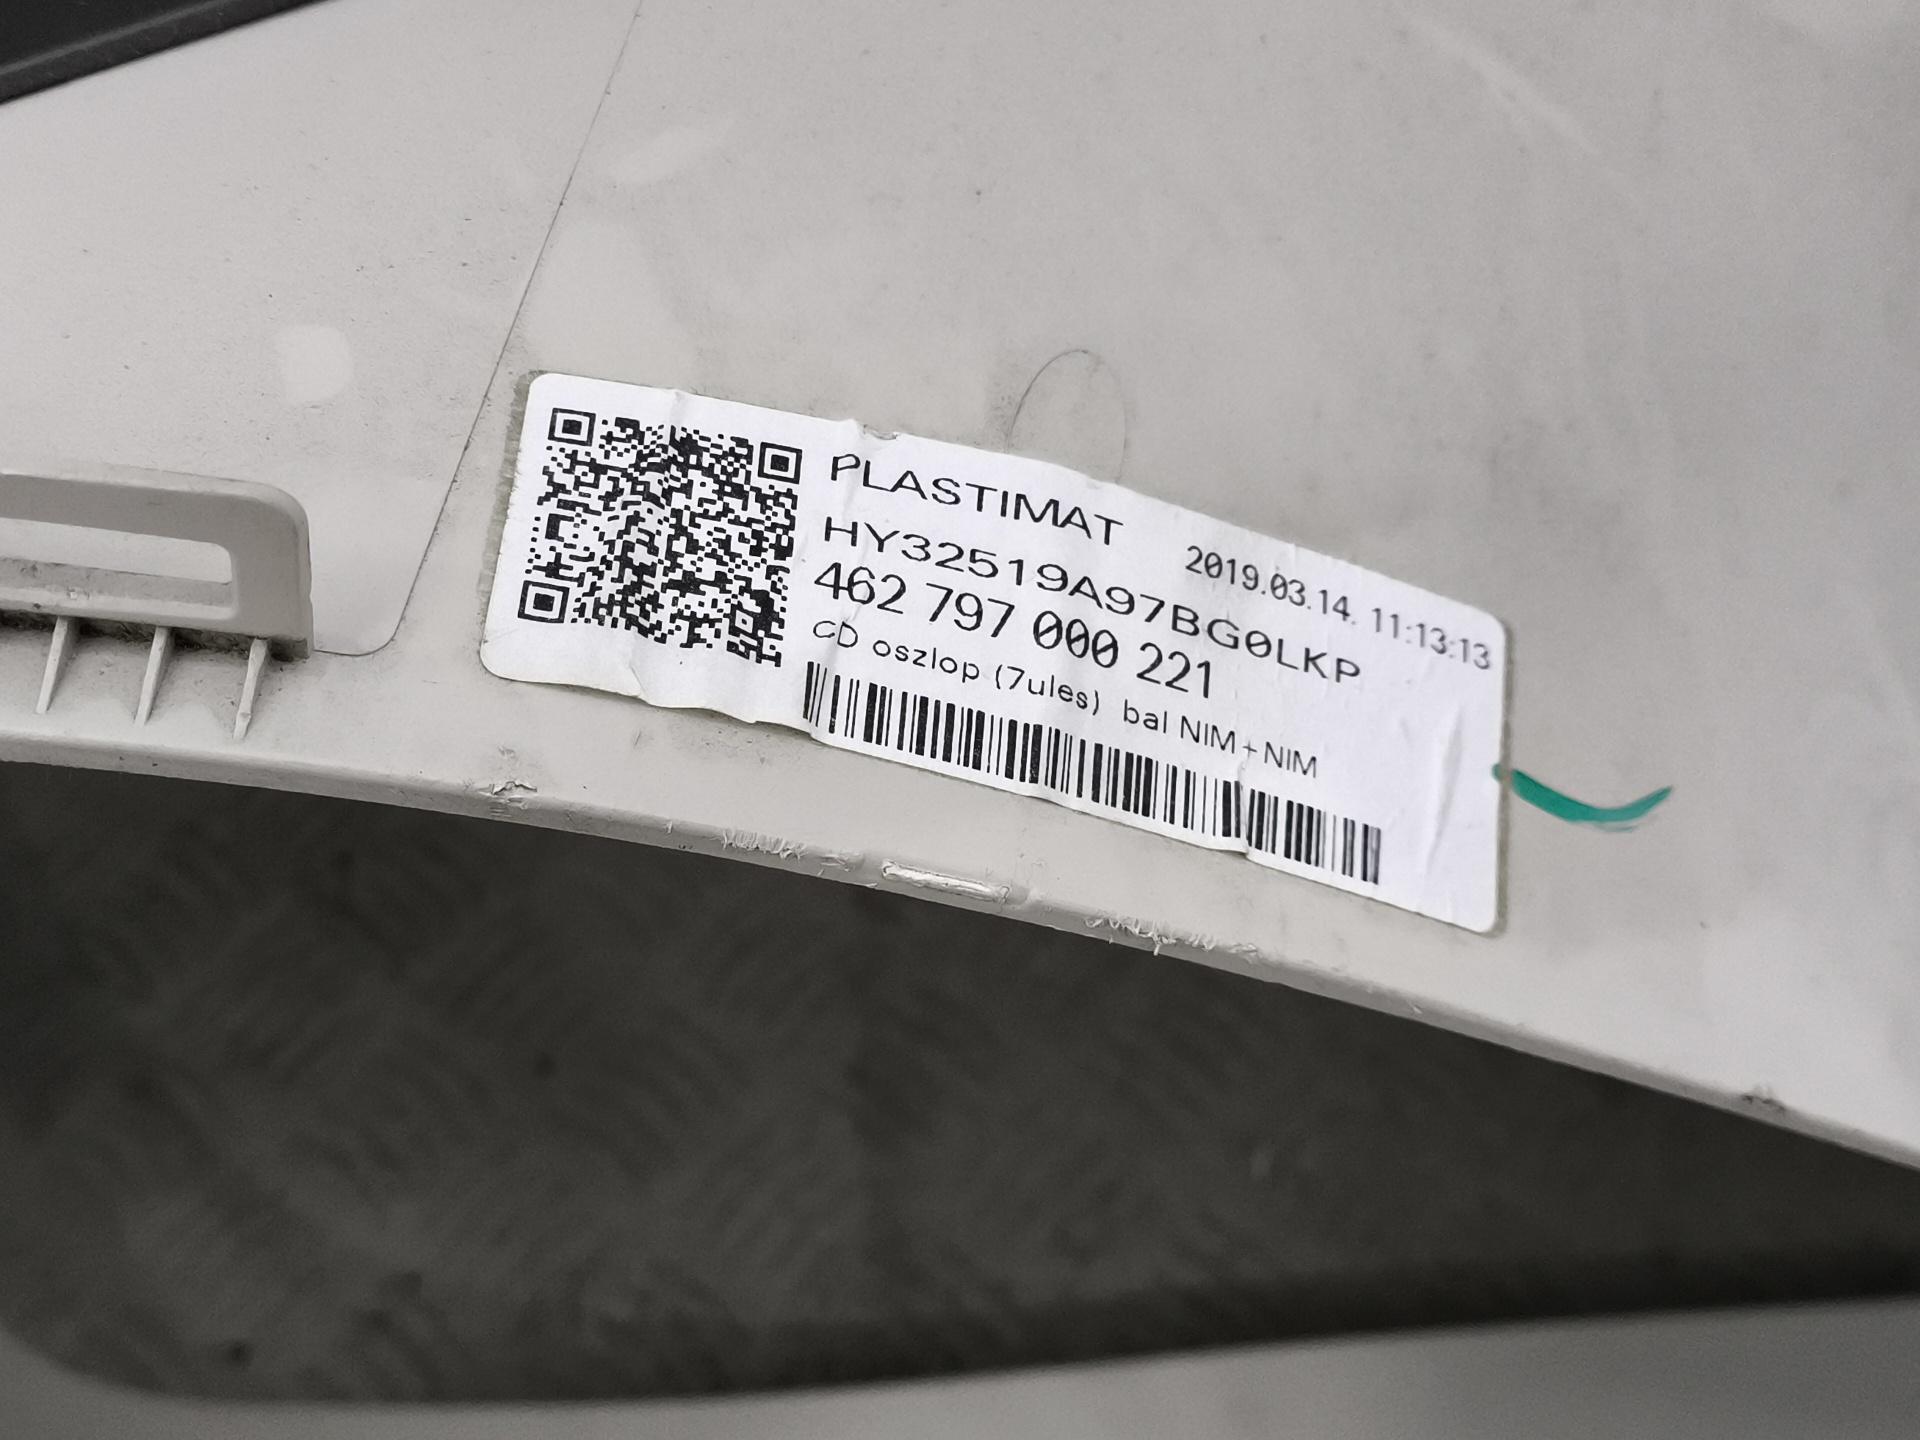 PLASTIMAT 2019.03.14. 11:13:13
HY32519A97BG0LKP
462 797 000 221
CD oszlop (7ules) bal NIM+NIM